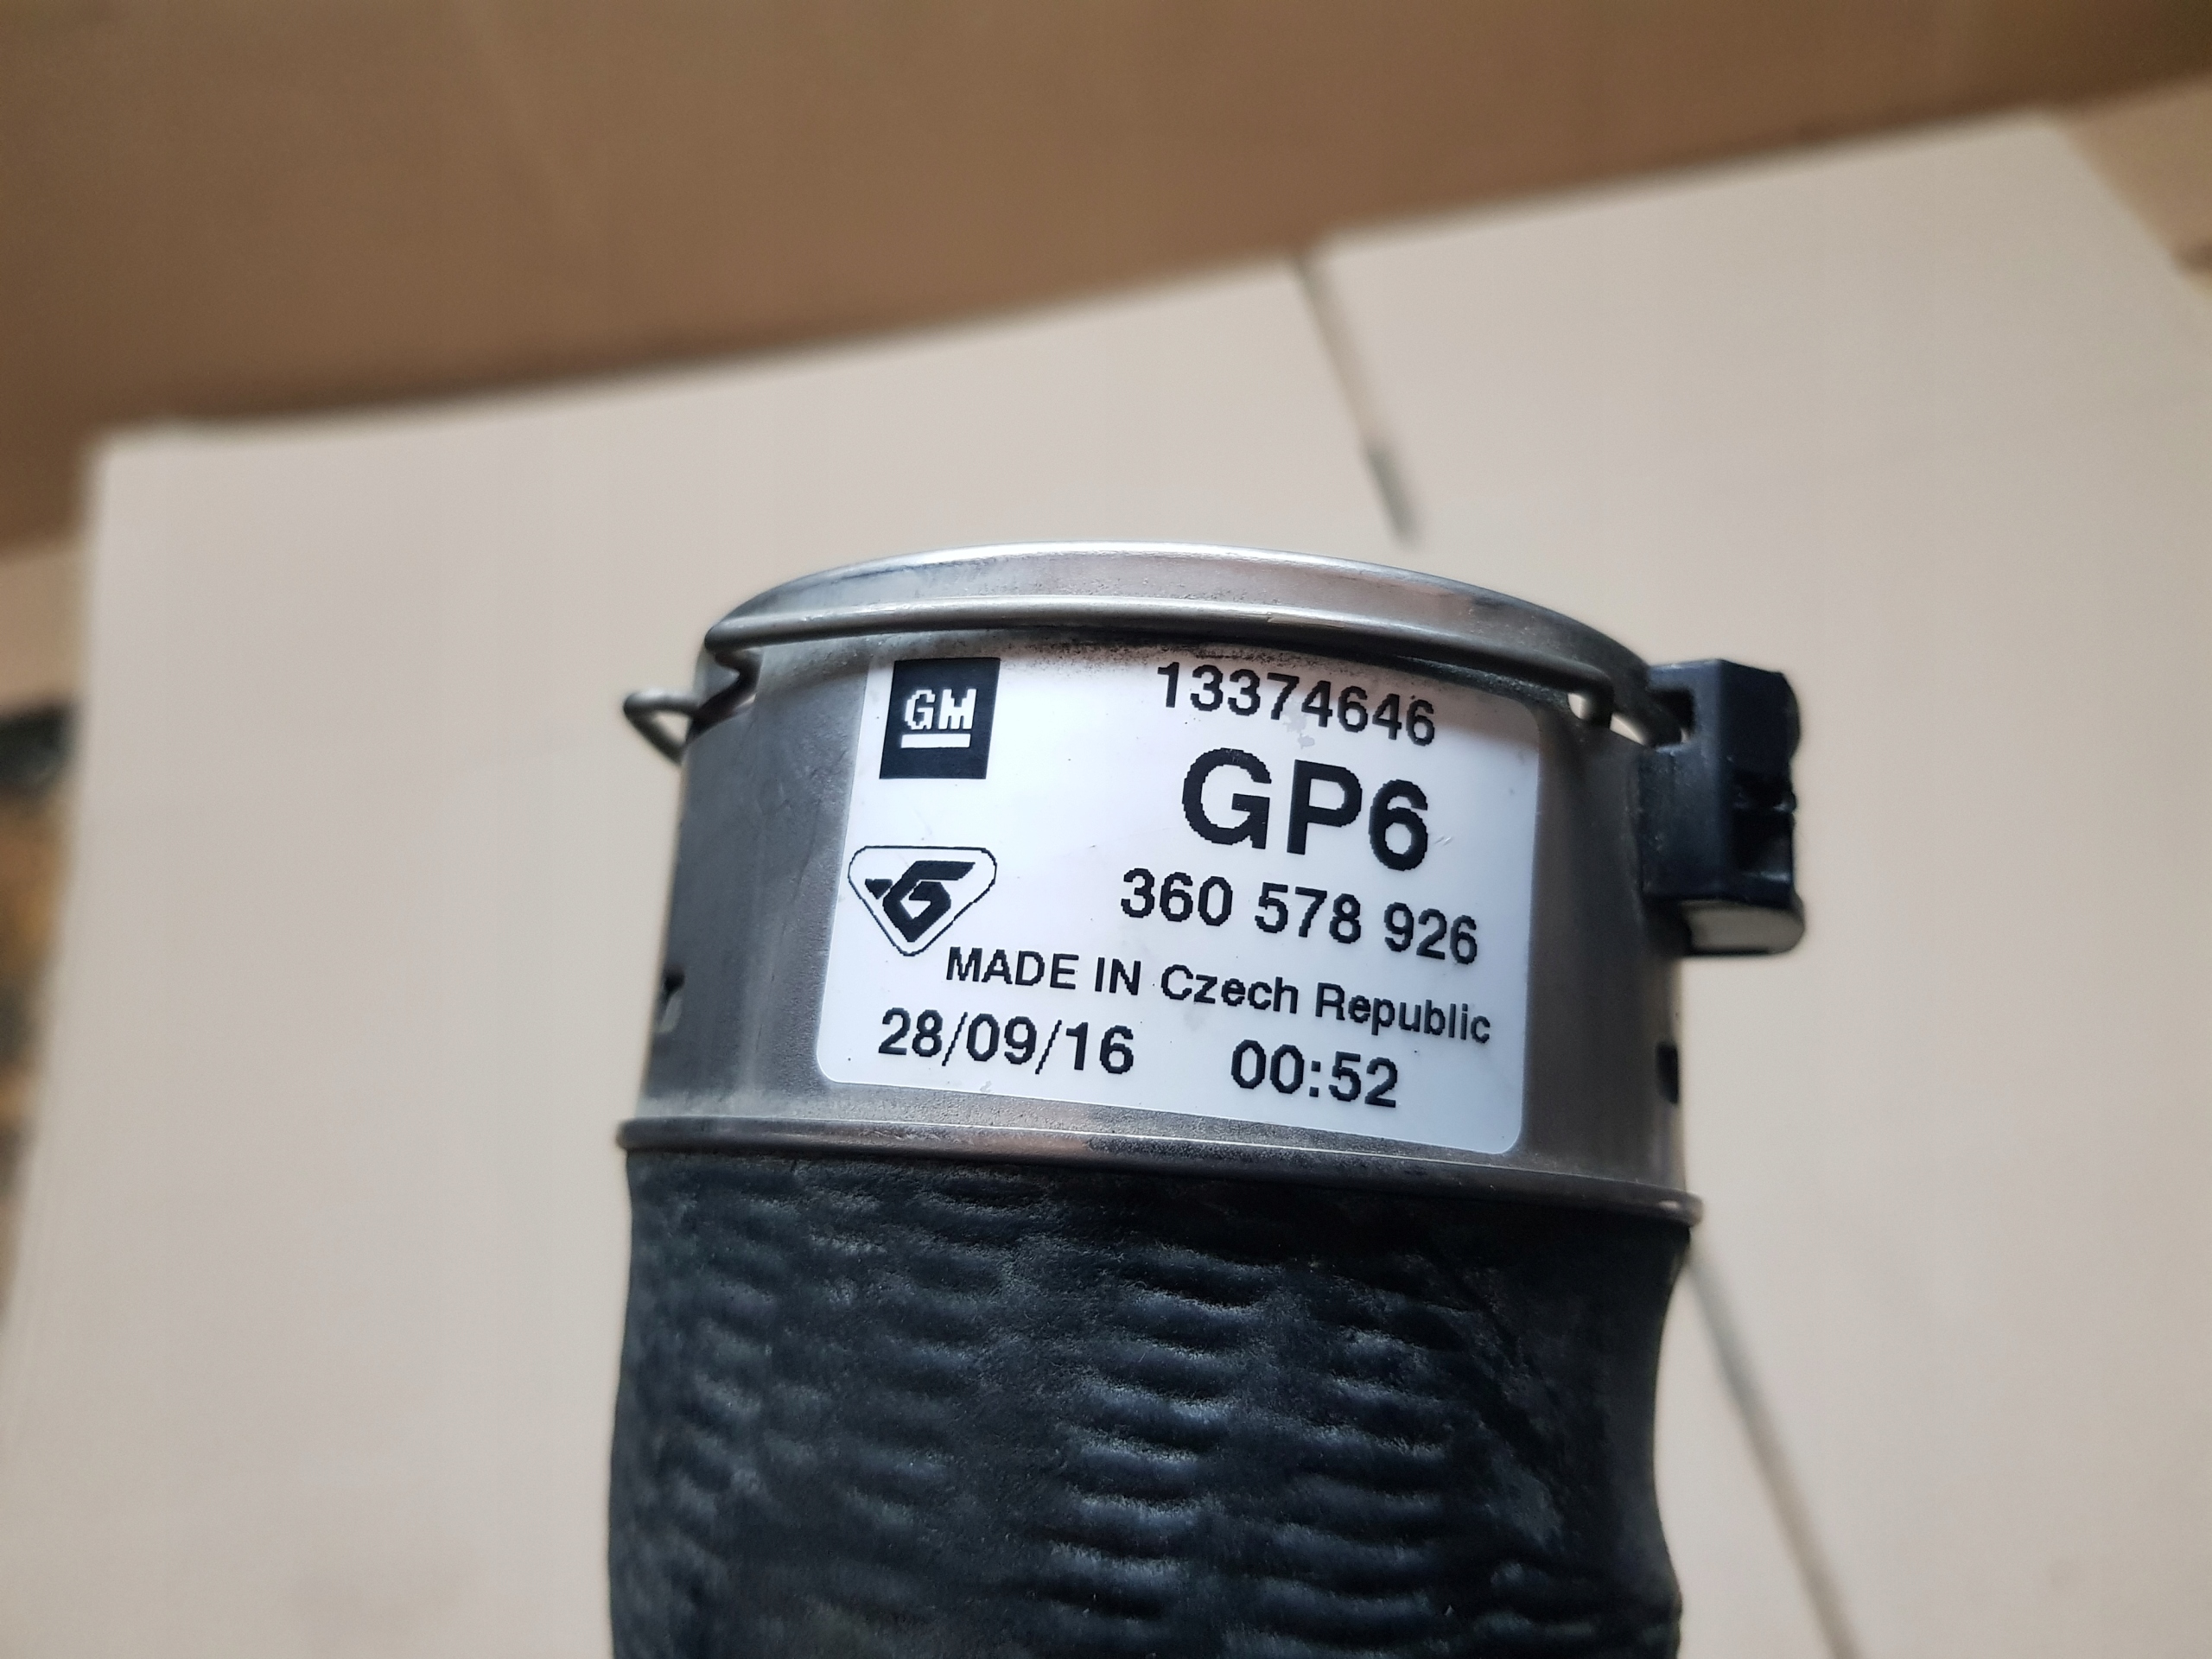 GM
13374646
GP6
G
360 578 926
MADE IN Czech Republic
28/09/16 00:52